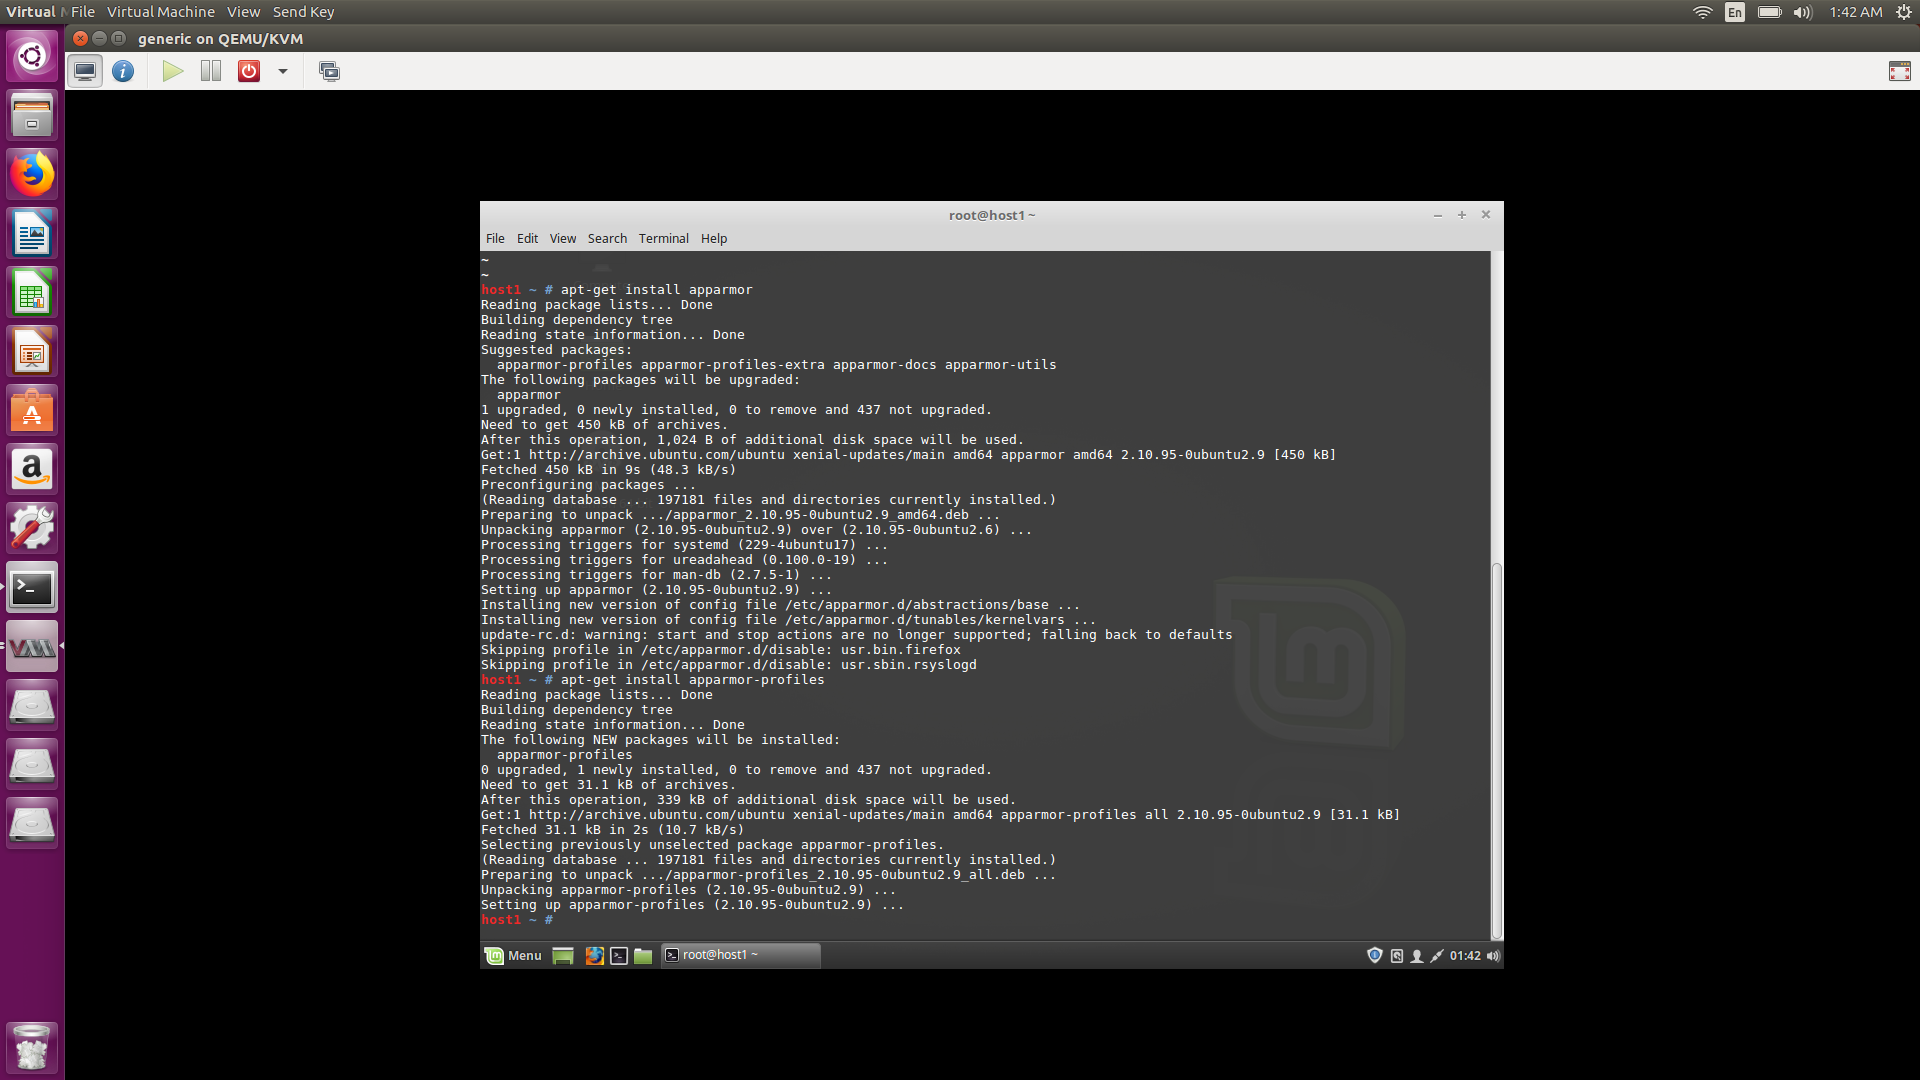 Virtual M File Virtual Machine View Send Key
En 1:42 AM
generic on QEMU/KVM
root@host1 ~
File Edit View Search Terminal Help
~
~
host1 ~ # apt-get install apparmor
Reading package lists... Done
Building dependency tree
Reading state information... Done
Suggested packages:
  apparmor-profiles apparmor-profiles-extra apparmor-docs apparmor-utils
The following packages will be upgraded:
  apparmor
1 upgraded, 0 newly installed, 0 to remove and 437 not upgraded.
Need to get 450 kB of archives.
After this operation, 1,024 B of additional disk space will be used.
Get:1 http://archive.ubuntu.com/ubuntu xenial-updates/main amd64 apparmor amd64 2.10.95-0ubuntu2.9 [450 kB]
Fetched 450 kB in 9s (48.3 kB/s)
Preconfiguring packages ...
(Reading database ... 197181 files and directories currently installed.)
Preparing to unpack .../apparmor_2.10.95-0ubuntu2.9_amd64.deb ...
Unpacking apparmor (2.10.95-0ubuntu2.9) over (2.10.95-0ubuntu2.6) ...
Processing triggers for systemd (229-4ubuntu17) ...
Processing triggers for ureadahead (0.100.0-19) ...
Processing triggers for man-db (2.7.5-1) ...
Setting up apparmor (2.10.95-0ubuntu2.9) ...
Installing new version of config file /etc/apparmor.d/abstractions/base ...
Installing new version of config file /etc/apparmor.d/tunables/kernelvars ...
update-rc.d: warning: start and stop actions are no longer supported; falling back to defaults
Skipping profile in /etc/apparmor.d/disable: usr.bin.firefox
Skipping profile in /etc/apparmor.d/disable: usr.sbin.rsyslogd
host1 ~ # apt-get install apparmor-profiles
Reading package lists... Done
Building dependency tree
Reading state information... Done
The following NEW packages will be installed:
  apparmor-profiles
0 upgraded, 1 newly installed, 0 to remove and 437 not upgraded.
Need to get 31.1 kB of archives.
After this operation, 339 kB of additional disk space will be used.
Get:1 http://archive.ubuntu.com/ubuntu xenial-updates/main amd64 apparmor-profiles all 2.10.95-0ubuntu2.9 [31.1 kB]
Fetched 31.1 kB in 2s (10.7 kB/s)
Selecting previously unselected package apparmor-profiles.
(Reading database ... 197181 files and directories currently installed.)
Preparing to unpack .../apparmor-profiles_2.10.95-0ubuntu2.9_all.deb ...
Unpacking apparmor-profiles (2.10.95-0ubuntu2.9) ...
Setting up apparmor-profiles (2.10.95-0ubuntu2.9) ...
host1 ~ #
Menu root@host1 ~ 01:42